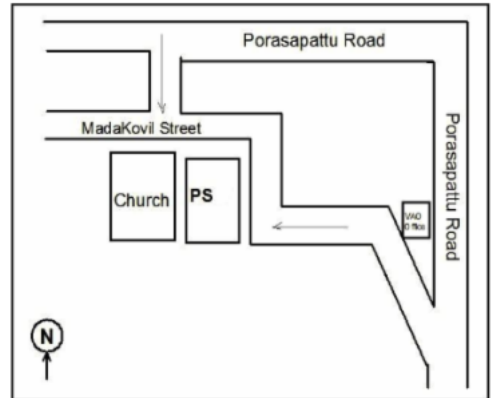 Porasapattu Road
MadaKovil Street
Porasapattu Road
Church
PS
VAO
Office
N